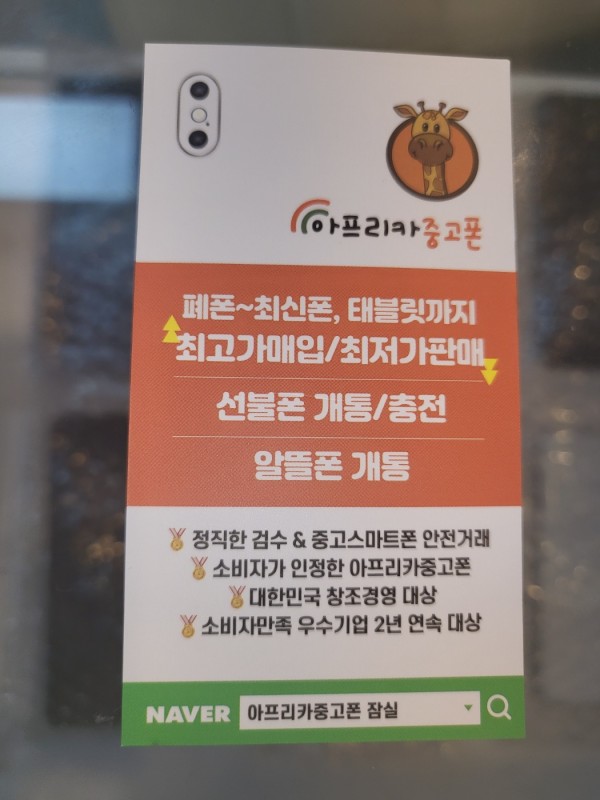 아프리카중고폰
폐폰~최신폰, 태블릿까지
최고가매입/최저가판매
선불폰 개통/충전
알뜰폰 개통
정직한 검수 & 중고스마트폰 안전거래
소비자가 인정한 아프리카중고폰
대한민국 창조경영 대상
소비자만족 우수기업 2년 연속 대상
NAVER 아프리카중고폰 잠실